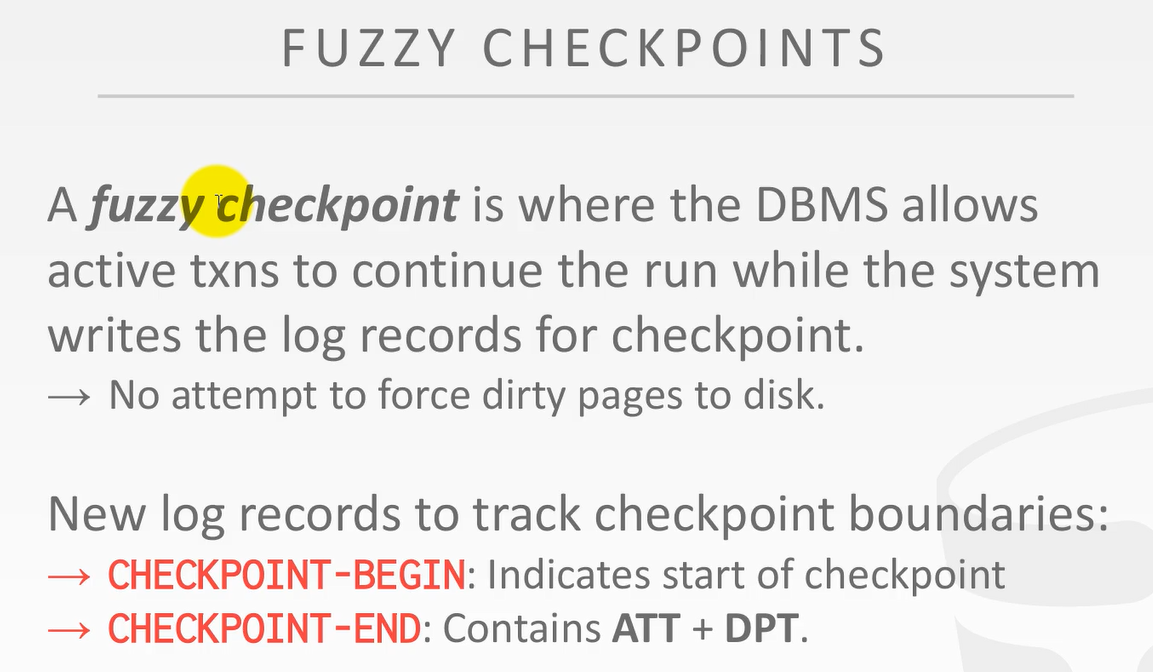 FUZZY CHECKPOINTS
A fuzzy checkpoint is where the DBMS allows
active txns to continue the run while the system
writes the log records for checkpoint.
→ No attempt to force dirty pages to disk.
New log records to track checkpoint boundaries:
→ CHECKPOINT-BEGIN: Indicates start of checkpoint
→ CHECKPOINT-END: Contains ATT + DPT.